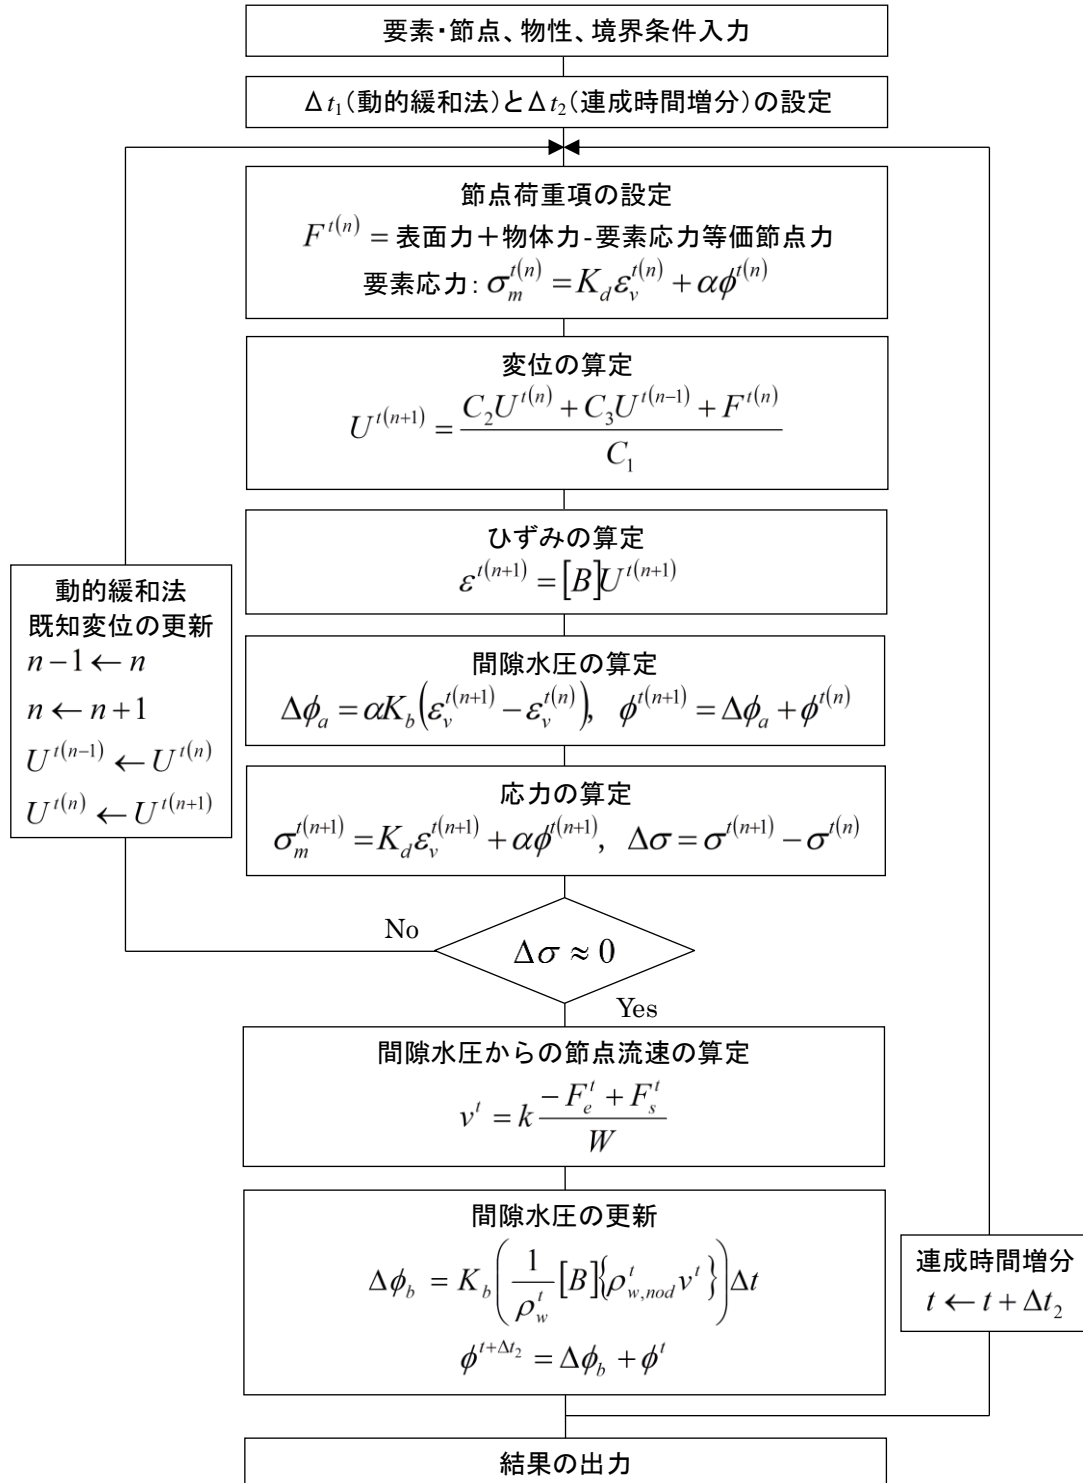 要素・節点、物性、境界条件入力
Δt₁(動的緩和法)とΔt₂(連成時間増分)の設定
節点荷重項の設定
F^{t(n)} = 表面力＋物体力-要素応力等価節点力
要素応力: σ_m^{t(n)} = K_d ε_v^{t(n)} + αϕ^{t(n)}
変位の算定
U^{t(n+1)} = \frac{C_2 U^{t(n)} + C_3 U^{t(n-1)} + F^{t(n)}}{C_1}
ひずみの算定
ε^{t(n+1)} = [B]U^{t(n+1)}
間隙水圧の算定
Δϕ_a = αK_b(ε_v^{t(n+1)} − ε_v^{t(n)}), ϕ^{t(n+1)} = Δϕ_a + ϕ^{t(n)}
応力の算定
σ_m^{t(n+1)} = K_d ε_v^{t(n+1)} + αϕ^{t(n+1)}, Δσ = σ^{t(n+1)} − σ^{t(n)}
動的緩和法
既知変位の更新
n−1 ← n
n ← n+1
U^{t(n-1)} ← U^{t(n)}
U^{t(n)} ← U^{t(n+1)}
No
Δσ ≈ 0
Yes
間隙水圧からの節点流速の算定
v^t = k \frac{-F_e^t + F_s^t}{W}
間隙水圧の更新
Δϕ_b = K_b(\frac{1}{ρ_w^t}[B]{ρ_{w,nod}^t v^t})Δt
ϕ^{t+Δt_2} = Δϕ_b + ϕ^t
連成時間増分
t ← t + Δt₂
結果の出力